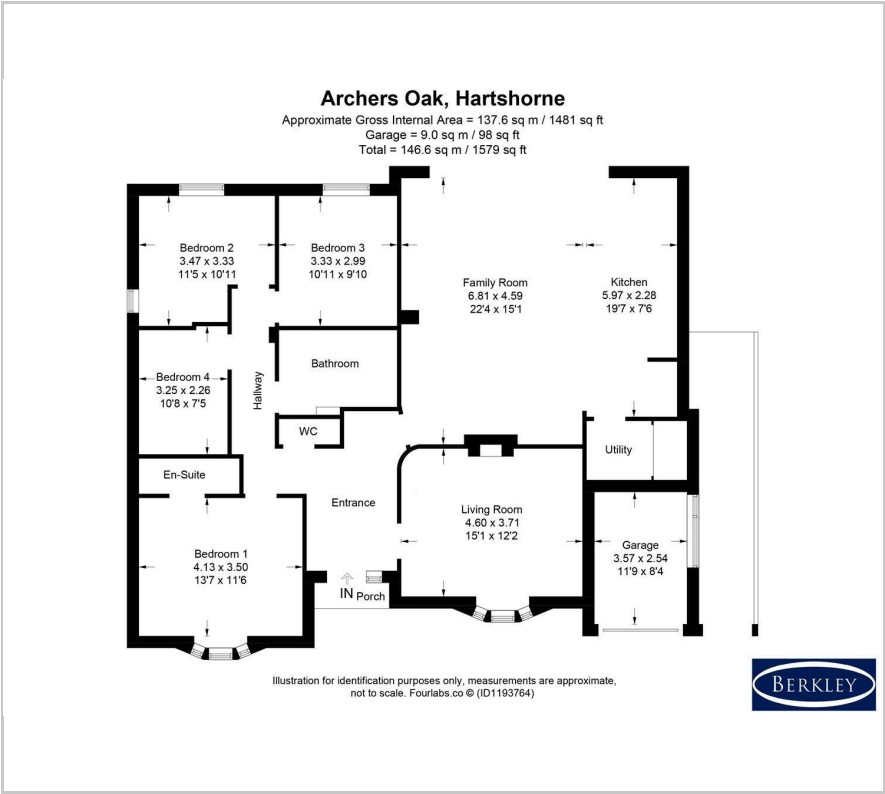 Archers Oak, Hartshorne
Approximate Gross Internal Area = 137.6 sq m / 1481 sq ft
Garage = 9.0 sq m / 98 sq ft
Total = 146.6 sq m / 1579 sq ft
Bedroom 2
3.47 x 3.33
11'5 x 10'11
Bedroom 3
3.33 x 2.99
10'11 x 9'10
Family Room
6.81 x 4.59
22'4 x 15'1
Kitchen
5.97 x 2.28
19'7 x 7'6
Bedroom 4
3.25 x 2.26
10'8 x 7'5
Hallway
Bathroom
WC
Utility
En-Suite
Entrance
Living Room
4.60 x 3.71
15'1 x 12'2
Garage
3.57 x 2.54
11'9 x 8'4
Bedroom 1
4.13 x 3.50
13'7 x 11'6
IN
Porch
Illustration for identification purposes only, measurements are approximate,
not to scale. Fourlabs.co © (ID1193764)
BERKLEY